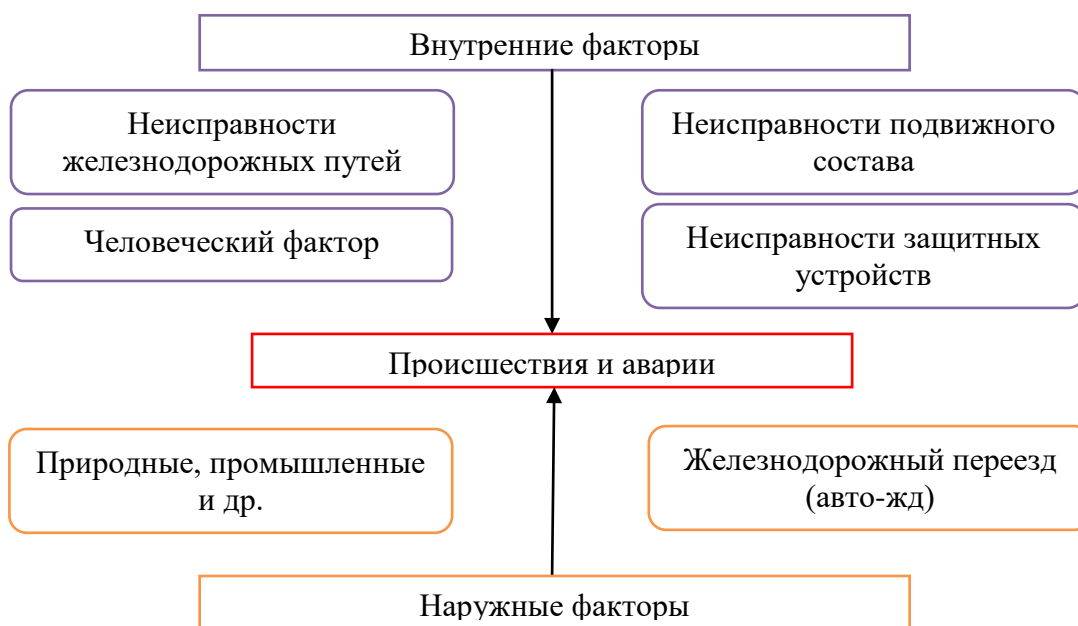 Внутренние факторы
Неисправности
железнодорожных путей
Неисправности подвижного
состава
Человеческий фактор
Неисправности защитных
устройств
Происшествия и аварии
Природные, промышленные
и др.
Железнодорожный переезд
(авто-жд)
Наружные факторы